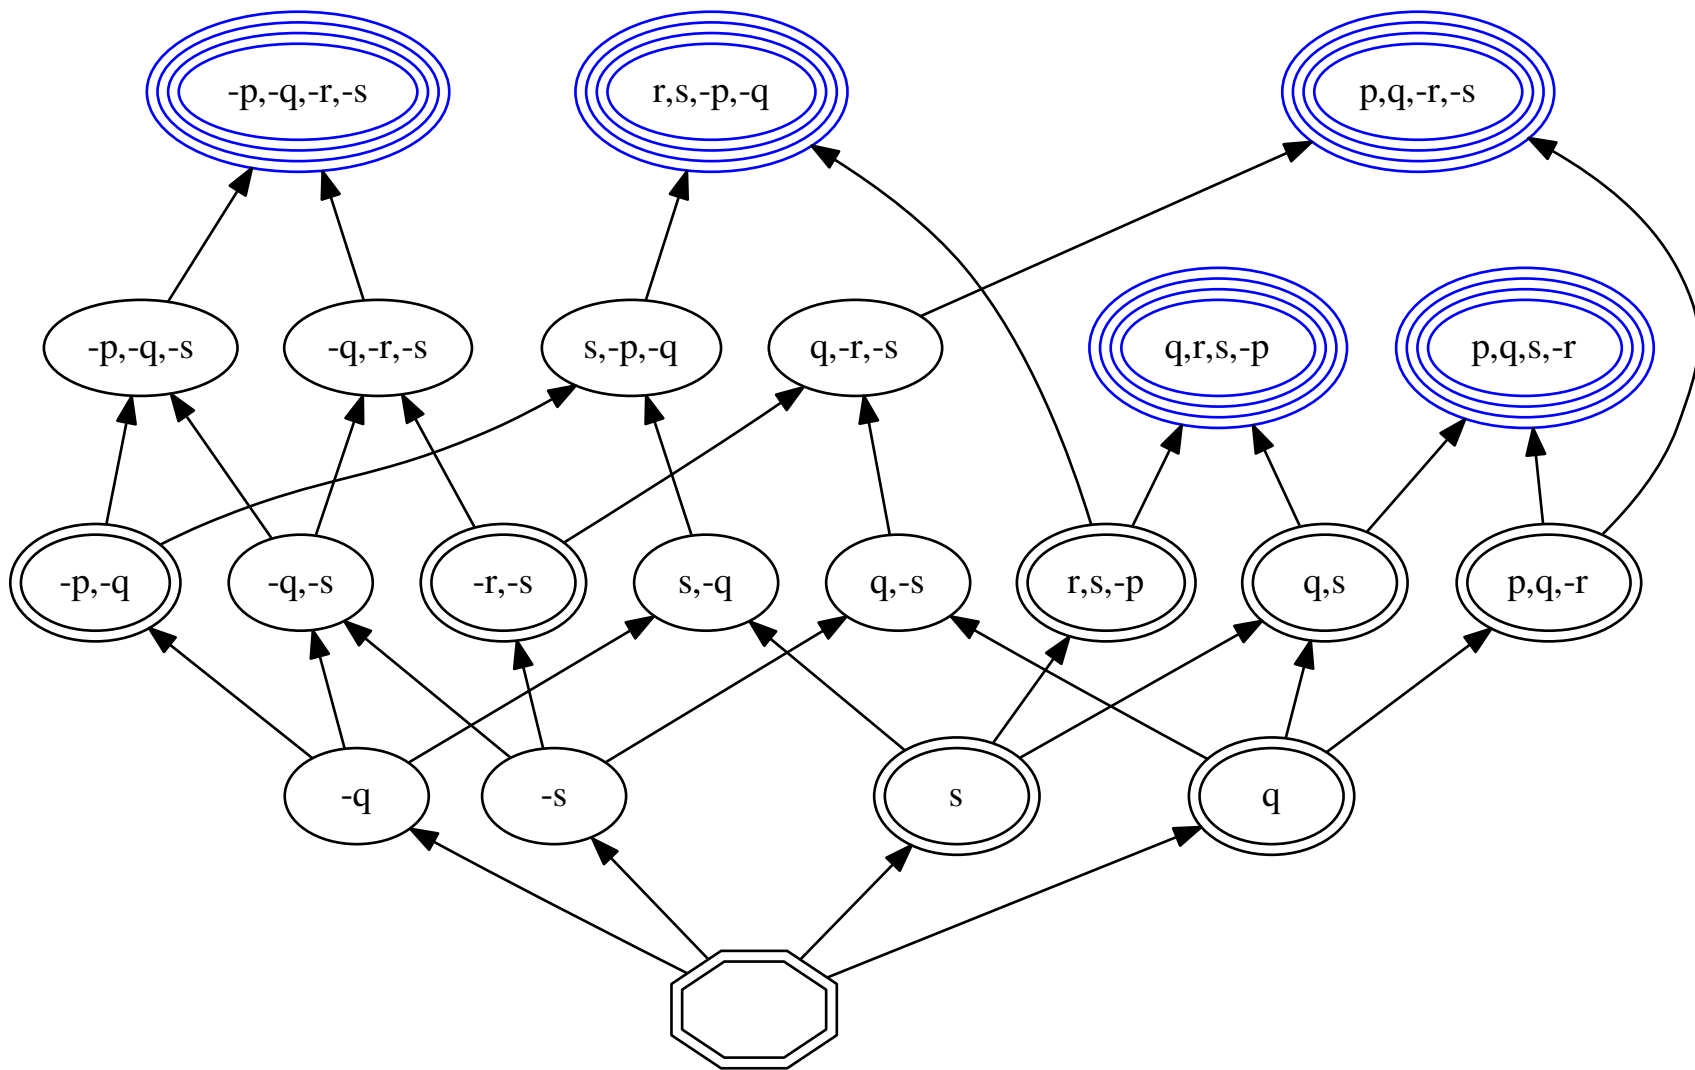 -p,-q,-r,-s
r,s,-p,-q
p,q,-r,-s
-p,-q,-s
-q,-r,-s
s,-p,-q
q,-r,-s
q,r,s,-p
p,q,s,-r
-p,-q
-q,-s
-r,-s
s,-q
q,-s
r,s,-p
q,s
p,q,-r
-q
-s
s
q